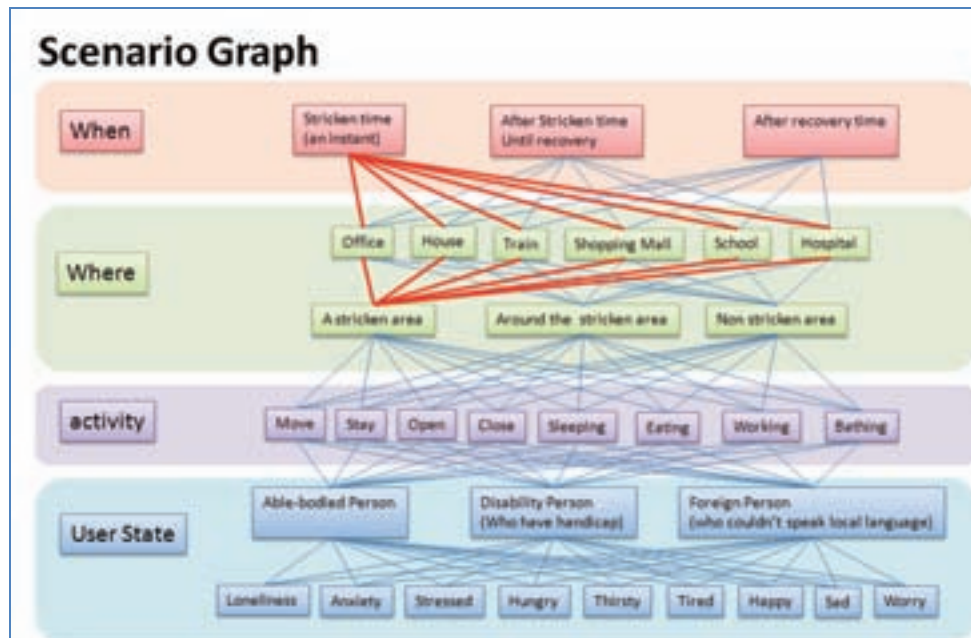 Scenario Graph
When
Stricken time
(an instant)
After Stricken time
Until recovery
After recovery time
Where
Office
House
Train
Shopping Mall
School
Hospital
A stricken area
Around the stricken area
Non stricken area
activity
Move
Stay
Open
Close
Sleeping
Eating
Working
Bathing
User State
Able-bodied Person
Disability Person
(Who have handicap)
Foreign Person
(who couldn't speak local language)
Loneliness
Anxiety
Stressed
Hungry
Thirsty
Tired
Happy
Sad
Worry